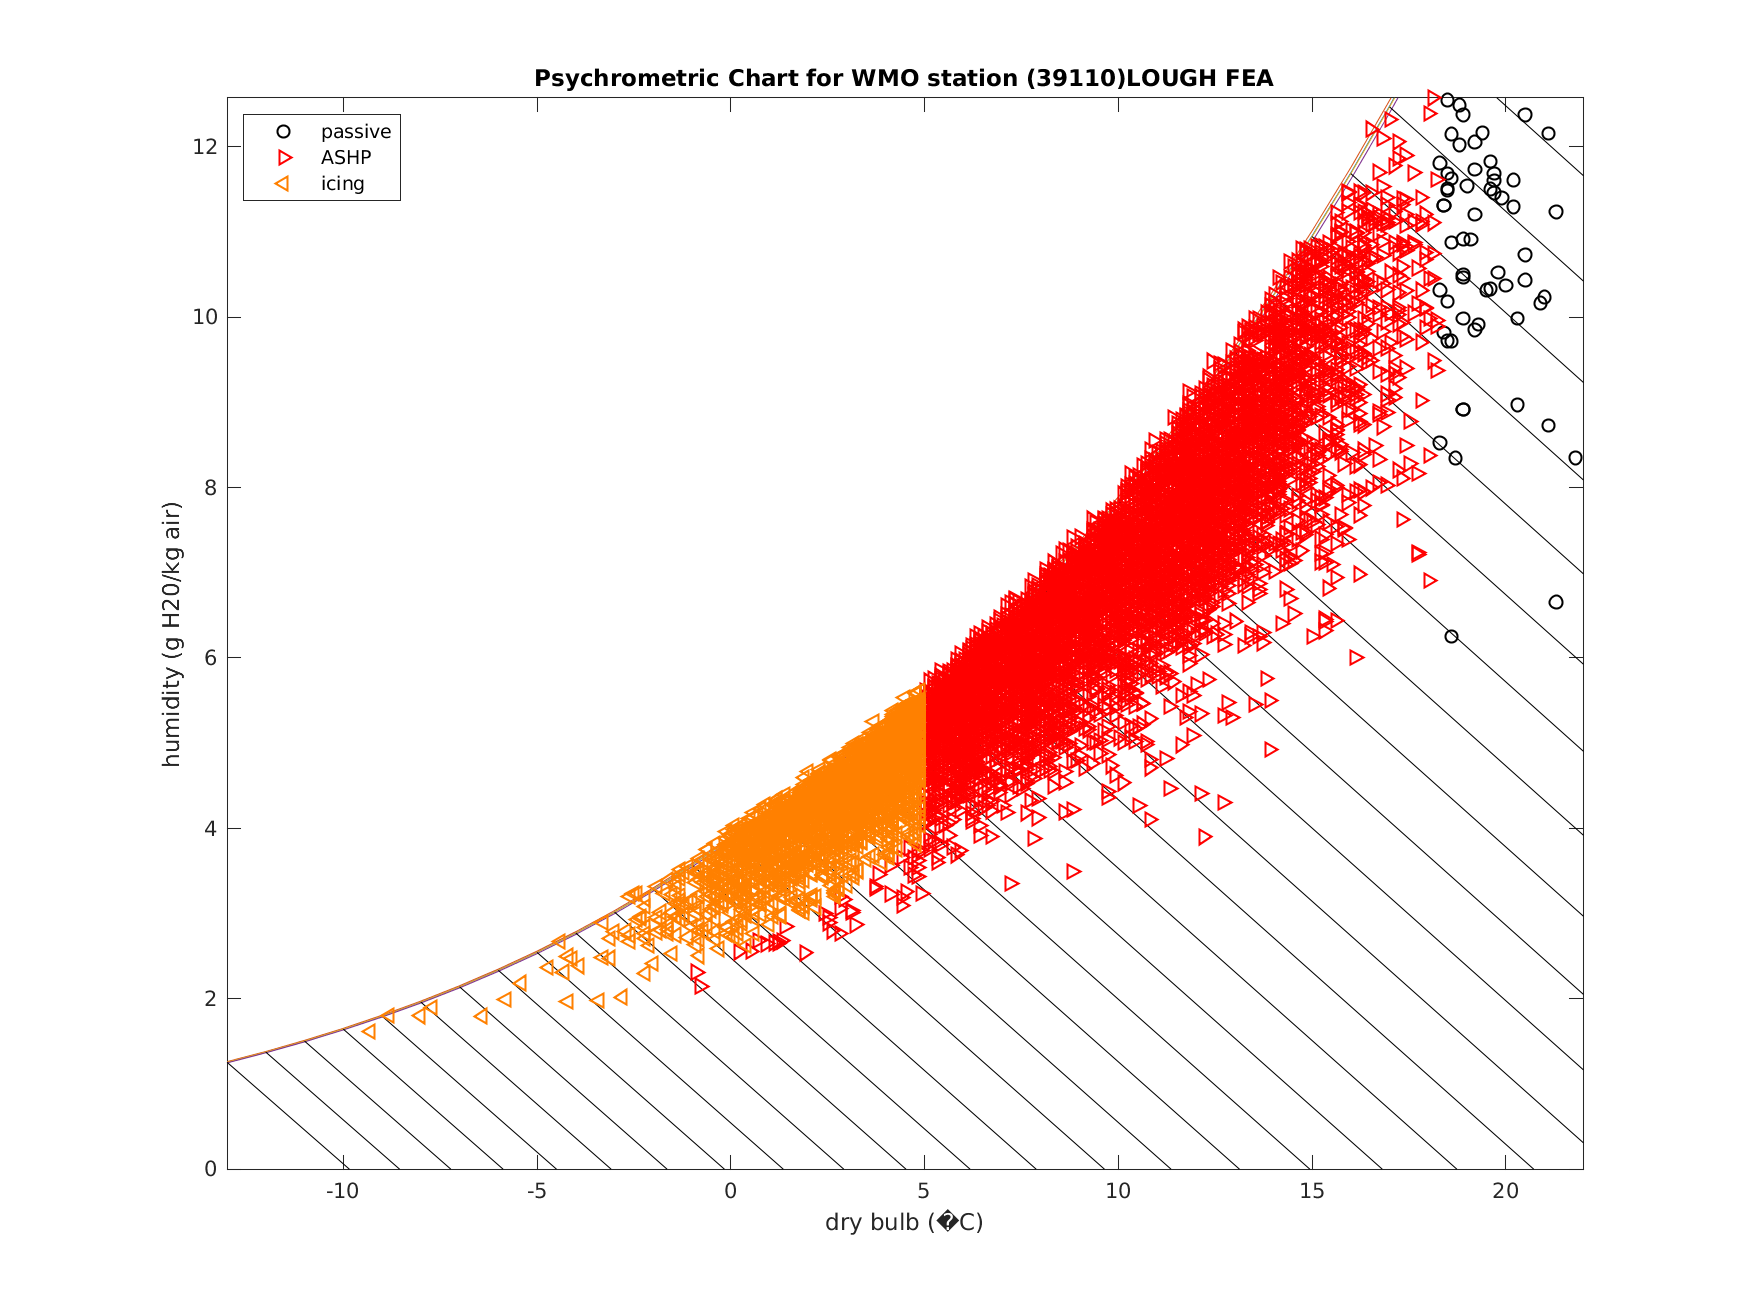 Psychrometric Chart for WMO station (39110)LOUGH FEA
passive
ASHP
icing
humidity (g H20/kg air)
12
10
8
6
4
2
0
-10 -5 0 5 10 15 20
dry bulb (�C)